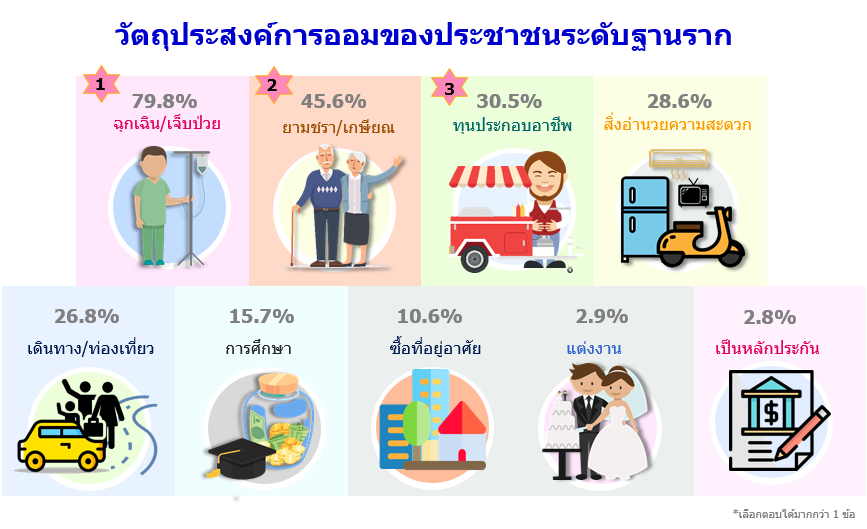 วัตถุประสงค์การออมของประชาชนระดับฐานราก
1
79.8%
ฉุกเฉิน/เจ็บป่วย
2
45.6%
ยามชรา/เกษียณ
3
30.5%
ทุนประกอบอาชีพ
28.6%
สิ่งอำนวยความสะดวก
26.8%
เดินทาง/ท่องเที่ยว
15.7%
การศึกษา
10.6%
ซื้อที่อยู่อาศัย
2.9%
แต่งงาน
2.8%
เป็นหลักประกัน
$
*เลือกตอบได้มากกว่า 1 ข้อ